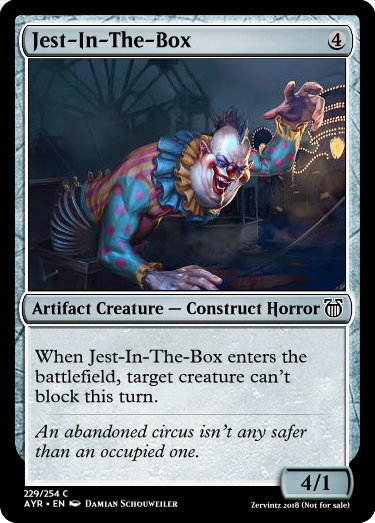 Jest-In-The-Box 4
Artifact Creature — Construct Horror
When Jest-In-The-Box enters the
battlefield, target creature can't
block this turn.
An abandoned circus isn't any safer
than an occupied one.
4/1
229/254 C
AYR • EN Damian Schouweiler
Zervintz 2018 (Not for sale)